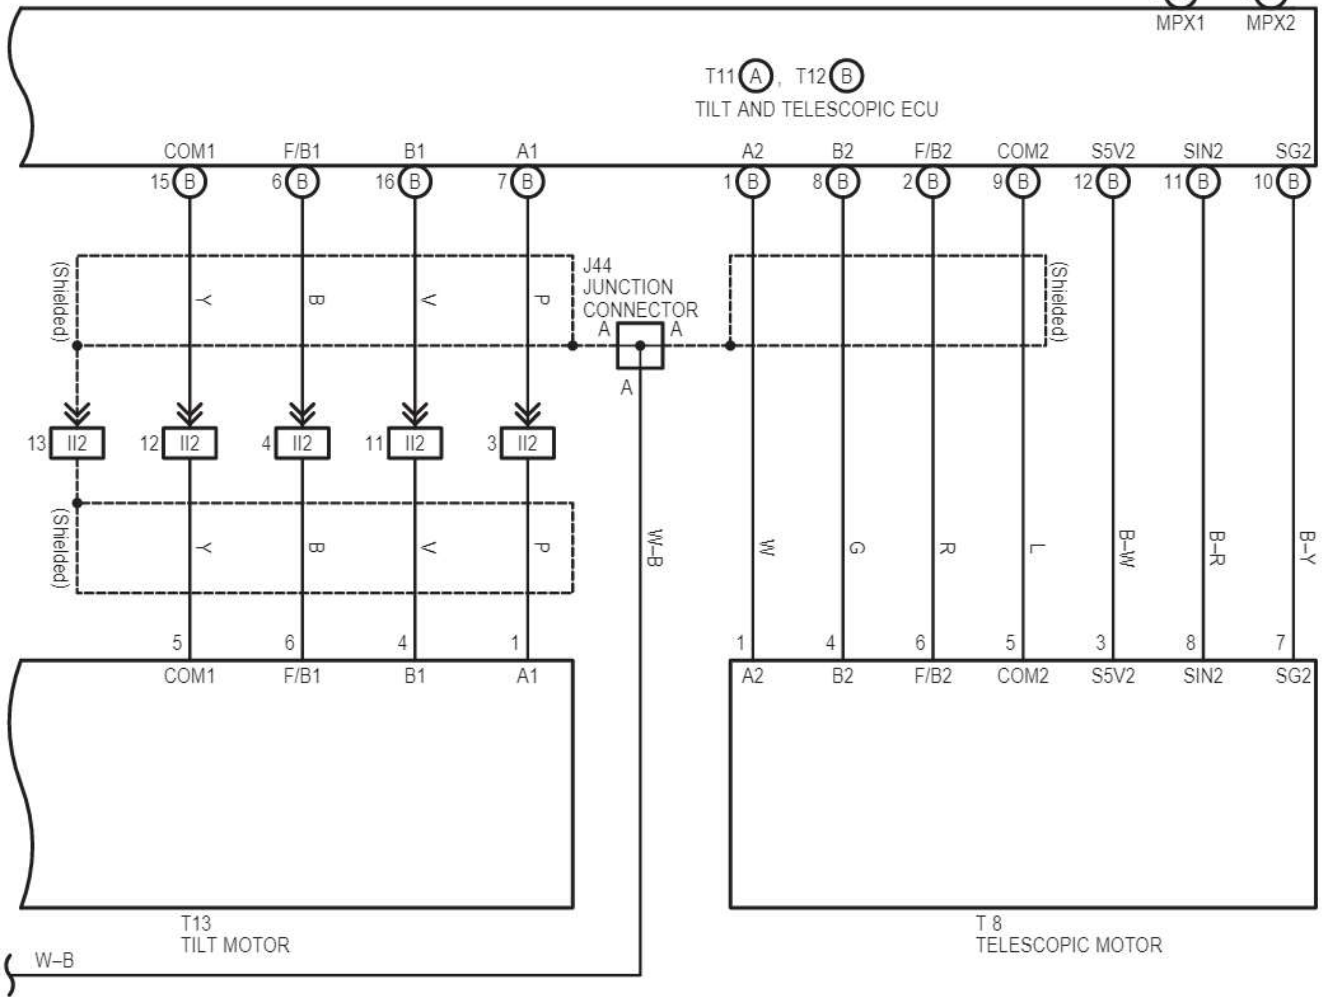 MPX1 MPX2
T11 A , T12 B
TILT AND TELESCOPIC ECU
COM1 F/B1 B1 A1 A2 B2 F/B2 COM2 S5V2 SIN2 SG2
15 B 6 B 16 B 7 B 1 B 8 B 2 B 9 B 12 B 11 B 10 B
(Shielded)
Y B V P
J44
JUNCTION
CONNECTOR
A A
A
(Shielded)
13 II2 12 II2 4 II2 11 II2 3 II2
(Shielded)
Y B V P
W–B
W G R L B–W B–R B–Y
5 6 4 1 1 4 6 5 3 8 7
COM1 F/B1 B1 A1 A2 B2 F/B2 COM2 S5V2 SIN2 SG2
T13
TILT MOTOR
T 8
TELESCOPIC MOTOR
W–B